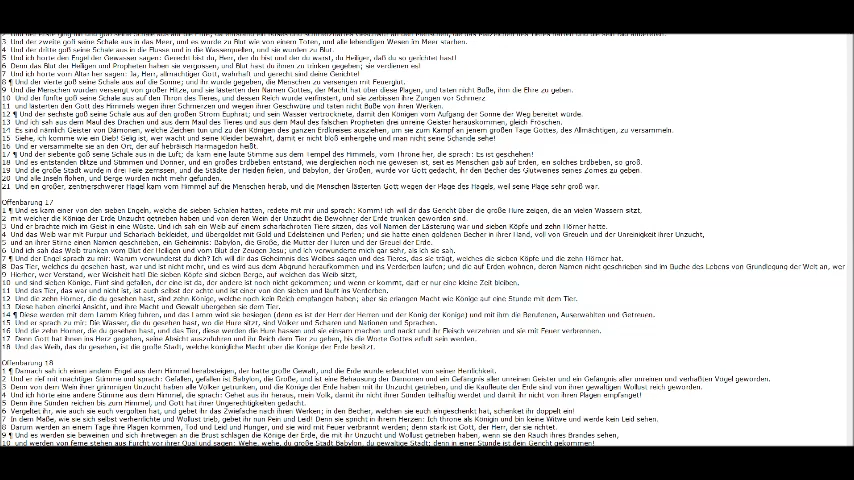 3 Und der zweite goß seine Schale aus in das Meer, und es wurde zu Blut wie von einem Toten, und alle lebendigen Wesen im Meer starben.
4 Und der dritte goß seine Schale aus in die Flüsse und in die Wasserquellen, und es wurden zu Blut.
5 Und ich hörte den Engel der Gewässer sagen: Gerecht bist du, Herr, der du bist und der du warst, du Heiliger, daß du so gerichtet hast!
6 Denn das Blut der Heiligen und Propheten haben sie vergossen, und Blut hast du ihnen zu trinken gegeben; sie verdienen es!
7 Und ich hörte vom Altar her sagen: Ja, Herr, allmächtiger Gott, wahrhaft und gerecht sind deine Gerichte!
8 ¶ Und der vierte goß seine Schale aus auf die Sonne; und ihr wurde gegeben, die Menschen zu versengen mit Feuerglut.
9 Und die Menschen wurden versengt von großer Hitze, und sie lästerten den Namen Gottes, der Macht hat über diese Plagen, und taten nicht Buße, ihm die Ehre zu geben.
10 Und der fünfte goß seine Schale aus auf den Thron des Tieres, und dessen Reich wurde verfinstert, und sie zerbissen ihre Zungen vor Schmerz
11 und lästerten den Gott des Himmels wegen ihrer Schmerzen und wegen ihrer Geschwüre und taten nicht Buße von ihren Werken.
12 ¶ Und der sechste goß seine Schale aus auf den großen Strom Euphrat; und sein Wasser vertrocknete, damit den Königen vom Aufgang der Sonne der Weg bereitet würde.
13 Und ich sah aus dem Maul des Drachen und aus dem Maul des Tieres und aus dem Maul des falschen Propheten drei unreine Geister herauskommen, gleich Fröschen.
14 Es sind nämlich Geister von Dämonen, welche Zeichen tun und zu den Königen des ganzen Erdkreises ausziehen, um sie zum Kampf an jenem großen Tage Gottes, des Allmächtigen, zu versammeln.
15 Siehe, ich komme wie ein Dieb! Selig ist, wer wacht und seine Kleider bewahrt, damit er nicht bloß einhergehe und man nicht seine Schande sehe!
16 Und er versammelte sie an den Ort, der auf hebräisch Harmagedon heißt.
17 ¶ Und der siebente goß seine Schale aus in die Luft; da kam eine laute Stimme aus dem Tempel des Himmels, vom Throne her, die sprach: Es ist geschehen!
18 Und es entstanden Blitze und Stimmen und Donner, und ein großes Erdbeben entstand, wie dergleichen noch nie gewesen ist, seit es Menschen gab auf Erden, ein solches Erdbeben, so groß.
19 Und die große Stadt wurde in drei Teile zerrissen, und die Städte der Heiden fielen, und Babylon, der Großen, wurde vor Gott gedacht, ihr den Becher des Glutweines seines Zornes zu geben.
20 Und alle Inseln flohen, und Berge wurden nicht mehr gefunden.
21 Und ein großer, zentnerschwerer Hagel kam vom Himmel auf die Menschen herab, und die Menschen lästerten Gott wegen der Plage des Hagels, weil seine Plage sehr groß war.
Offenbarung 17
1 ¶ Und es kam einer von den sieben Engeln, welche die sieben Schalen hatten, redete mit mir und sprach: Komm! ich will dir das Gericht über die große Hure zeigen, die an vielen Wassern sitzt,
2 mit welcher die Könige der Erde Unzucht getrieben haben und von deren Wein der Unzucht die Bewohner der Erde trunken geworden sind.
3 Und er brachte mich im Geist in eine Wüste. Und ich sah ein Weib auf einem scharlachroten Tiere sitzen, das voll Namen der Lästerung war und sieben Köpfe und zehn Hörner hatte.
4 Und das Weib war mit Purpur und Scharlach bekleidet, und übergoldet mit Gold und Edelsteinen und Perlen; und sie hatte einen goldenen Becher in ihrer Hand, voll von Greueln und der Unreinigkeit ihrer Unzucht,
5 und an ihrer Stirne einen Namen geschrieben, ein Geheimnis: Babylon, die Große, die Mutter der Huren und der Greuel der Erde.
6 Und ich sah das Weib trunken vom Blut der Heiligen und vom Blut der Zeugen Jesu; und ich verwunderte mich gar sehr, als ich sie sah.
7 ¶ Und der Engel sprach zu mir: Warum verwunderst du dich? Ich will dir das Geheimnis des Weibes sagen und des Tieres, das sie trägt, welches die sieben Köpfe und die zehn Hörner hat.
8 Das Tier, welches du gesehen hast, war und ist nicht mehr, und es wird aus dem Abgrund heraufkommen und ins Verderben laufen; und die auf Erden wohnen, deren Namen nicht geschrieben sind im Buche des Lebens von Grundlegung der Welt an, wer
9 Hierher, wer Verstand, wer Weisheit hat! Die sieben Köpfe sind sieben Berge, auf welchen das Weib sitzt,
10 und sind sieben Könige. Fünf sind gefallen, der eine ist da, der andere ist noch nicht gekommen; und wenn er kommt, darf er nur eine kleine Zeit bleiben.
11 Und das Tier, das war und nicht ist, ist auch selbst der achte und ist einer von den sieben und läuft ins Verderben.
12 Und die zehn Hörner, die du gesehen hast, sind zehn Könige, welche noch kein Reich empfangen haben; aber sie erlangen Macht wie Könige auf eine Stunde mit dem Tier.
13 Diese haben einerlei Ansicht, und ihre Macht und Gewalt übergeben sie dem Tier.
14 ¶ Diese werden mit dem Lamm Krieg führen, und das Lamm wird sie besiegen (denn es ist der Herr der Herren und der König der Könige) und mit ihm die Berufenen, Auserwählten und Getreuen.
15 Und er sprach zu mir: Die Wasser, die du gesehen hast, wo die Hure sitzt, sind Völker und Scharen und Nationen und Sprachen.
16 Und die zehn Hörner, die du gesehen hast, und das Tier, diese werden die Hure hassen und sie einsam machen und nackt und ihr Fleisch verzehren und sie mit Feuer verbrennen.
17 Denn Gott hat ihnen ins Herz gegeben, seine Absicht auszuführen und ihr Reich dem Tier zu geben, bis die Worte Gottes erfüllt sein werden.
18 Und das Weib, das du gesehen, ist die große Stadt, welche königliche Macht über die Könige der Erde besitzt.
Offenbarung 18
1 ¶ Darnach sah ich einen andern Engel aus dem Himmel herabsteigen, der hatte große Gewalt, und die Erde wurde erleuchtet von seiner Herrlichkeit.
2 Und er rief mit mächtiger Stimme und sprach: Gefallen, gefallen ist Babylon, die Große, und ist eine Behausung der Dämonen und ein Gefängnis aller unreinen Geister und ein Gefängnis aller unreinen und verhaßten Vögel geworden.
3 Denn von dem Wein ihrer grimmigen Unzucht haben alle Völker getrunken, und die Könige der Erde haben mit ihr Unzucht getrieben, und die Kaufleute der Erde sind von ihrer gewaltigen Wollust reich geworden.
4 Und ich hörte eine andere Stimme aus dem Himmel, die sprach: Gehet aus ihr heraus, mein Volk, damit ihr nicht ihrer Sünden teilhaftig werdet und damit ihr nicht von ihren Plagen empfanget!
5 Denn ihre Sünden reichen bis zum Himmel, und Gott hat ihrer Ungerechtigkeiten gedacht.
6 Vergeltet ihr, wie auch sie euch vergolten hat, und gebet ihr das Zwiefache nach ihren Werken; in den Becher, welchen sie euch eingeschenkt hat, schenket ihr doppelt ein!
7 In dem Maße, wie sie sich selbst verherrlichte und Wollust trieb, gebet ihr nun Pein und Leid! Denn sie spricht in ihrem Herzen: Ich throne als Königin und bin keine Witwe und werde kein Leid sehen.
8 Darum werden an einem Tage ihre Plagen kommen, Tod und Leid und Hunger, und sie wird mit Feuer verbrannt werden; denn stark ist Gott, der Herr, der sie richtet.
9 ¶ Und es werden sie beweinen und sich ihretwegen an die Brust schlagen die Könige der Erde, die mit ihr Unzucht und Wollust getrieben haben, wenn sie den Rauch ihres Brandes sehen,
10 und werden von ferne stehen aus Furcht vor ihrer Qual und sagen: Wehe, wehe, du große Stadt Babylon, du gewaltige Stadt; denn in einer Stunde ist dein Gericht gekommen!